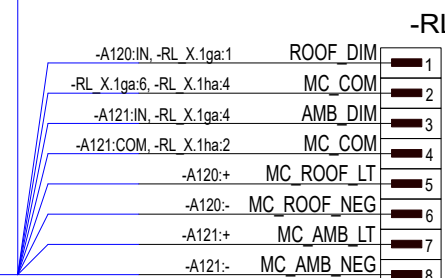 -RL
-A120:IN, -RL_X.1ga:1 ROOF_DIM 1
-RL_X.1ga:6, -RL_X.1ha:4 MC_COM 2
-A121:IN, -RL_X.1ga:4 AMB_DIM 3
-A121:COM, -RL_X.1ha:2 MC_COM 4
-A120:+ MC_ROOF_LT 5
-A120:- MC_ROOF_NEG 6
-A121:+ MC_AMB_LT 7
-A121:- MC_AMB_NEG 8